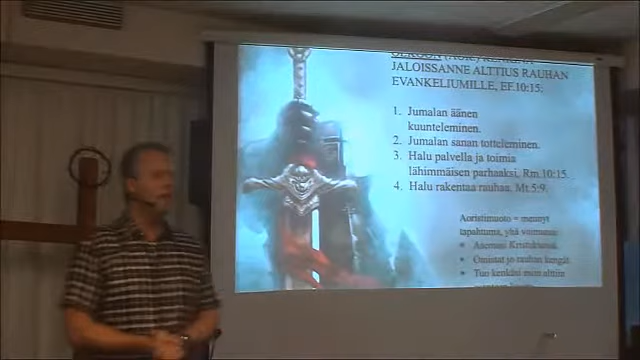 JALOISSANNE ALTTIUS RAUHAN
EVANKELIUMILLE, EF.10:15:
1. Jumalan äänen
kuunteleminen.
2. Jumalan sanan totteleminen.
3. Halu palvella ja toimia
lähimmäisen parhaaksi, Rm.10:15.
4. Halu rakentaa rauhaa. Mt.5:9.
Aoristimuoto = mennyt
tapahtuma, yhä voimassa:
• Asemasi Kristuksessa
• Omistat jo rauhan kengät
• Tuo kenkäsi esiin alttiin